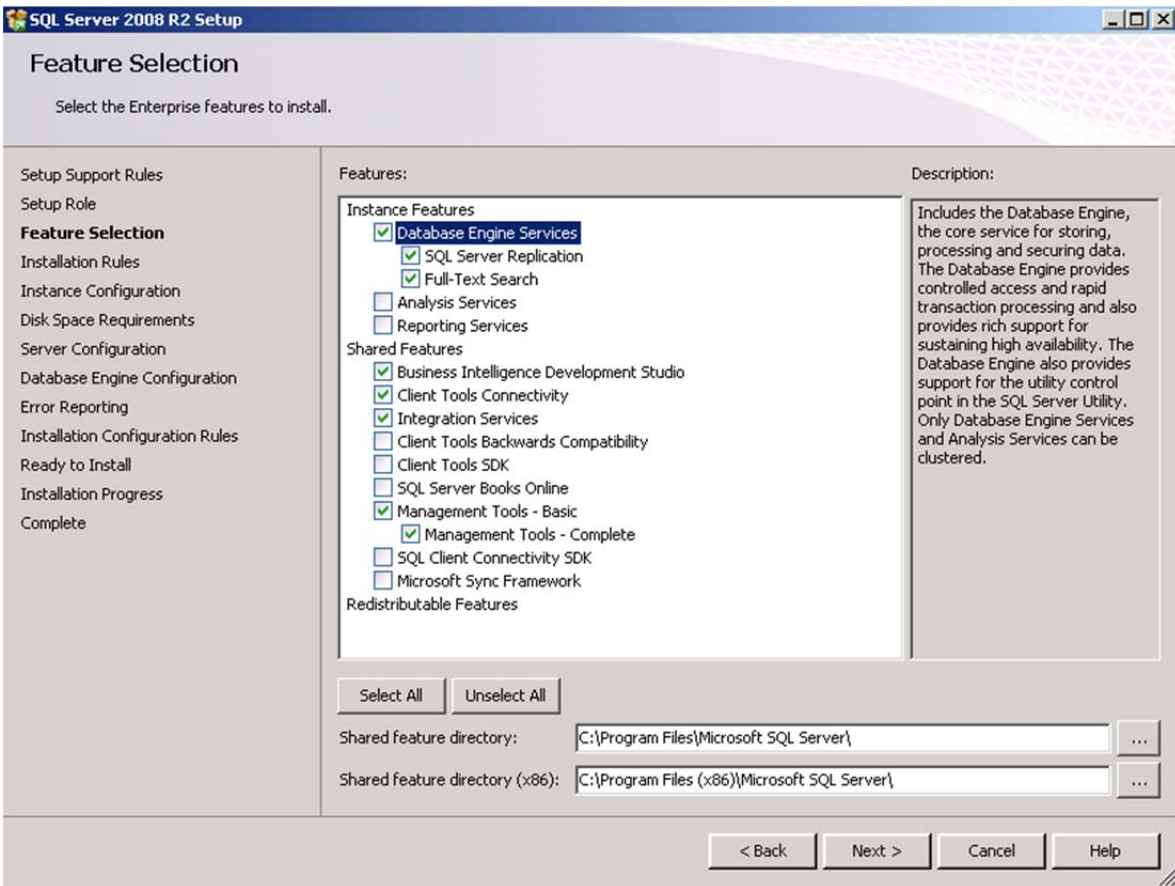 SQL Server 2008 R2 Setup
Feature Selection
Select the Enterprise features to install.
Setup Support Rules
Setup Role
Feature Selection
Installation Rules
Instance Configuration
Disk Space Requirements
Server Configuration
Database Engine Configuration
Error Reporting
Installation Configuration Rules
Ready to Install
Installation Progress
Complete
Features:
Instance Features
Database Engine Services
SQL Server Replication
Full-Text Search
Analysis Services
Reporting Services
Shared Features
Business Intelligence Development Studio
Client Tools Connectivity
Integration Services
Client Tools Backwards Compatibility
Client Tools SDK
SQL Server Books Online
Management Tools - Basic
Management Tools - Complete
SQL Client Connectivity SDK
Microsoft Sync Framework
Redistributable Features
Description:
Includes the Database Engine,
the core service for storing,
processing and securing data.
The Database Engine provides
controlled access and rapid
transaction processing and also
provides rich support for
sustaining high availability. The
Database Engine also provides
support for the utility control
point in the SQL Server Utility.
Only Database Engine Services
and Analysis Services can be
clustered.
Select All
Unselect All
Shared feature directory:
C:\Program Files\Microsoft SQL Server\
...
Shared feature directory (x86):
C:\Program Files (x86)\Microsoft SQL Server\
...
< Back
Next >
Cancel
Help